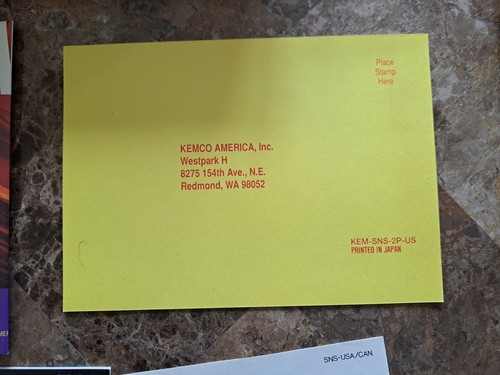 Place
Stamp
Here
KEMCO AMERICA, Inc.
Westpark H
8275 154th Ave., N.E.
Redmond, WA 98052
KEM-SNS-2P-US
PRINTED IN JAPAN
SNS-USA/CAN